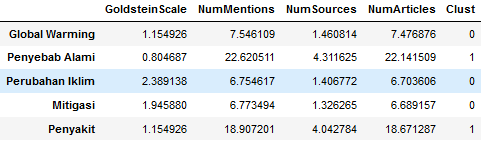 GoldsteinScale NumMentions NumSources NumArticles Clust
Global Warming 1.154926 7.546109 1.460814 7.476876 0
Penyebab Alami 0.804687 22.620511 4.311625 22.141509 1
Perubahan Iklim 2.389138 6.754617 1.406772 6.703606 0
Mitigasi 1.945880 6.773494 1.326265 6.689157 0
Penyakit 1.154926 18.907201 4.042784 18.671287 1